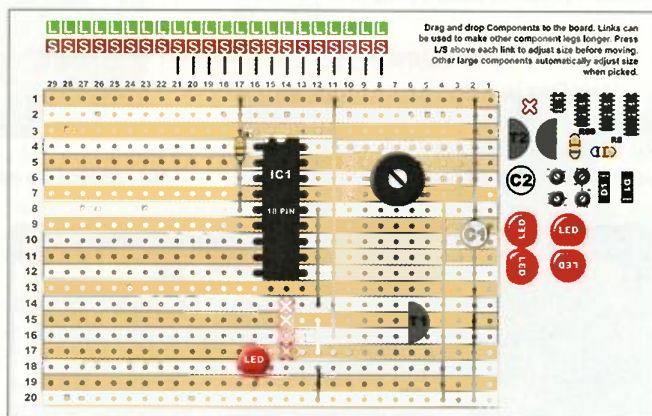 L L L L L L L L L L L L L L L L L L L L L L
S S S S S S S S S S S S S S S S S S S S S S
Drag and drop Components to the board. Links can
be used to make other component legs longer. Press
L/S above each link to adjust size before moving.
Other large components automatically adjust size
when picked.
29 28 27 26 25 24 23 22 21 20 19 18 17 16 15 14 13 12 11 10 9 8 7 6 5 4 3 2 1
1
2
3
4
5
6
7
8
9
10
11
12
13
14
15
16
17
18
19
20
IC1
18 PIN
C1
T1
LED
T2
R8
C2
D1
D1
LED
LED
LED
LED